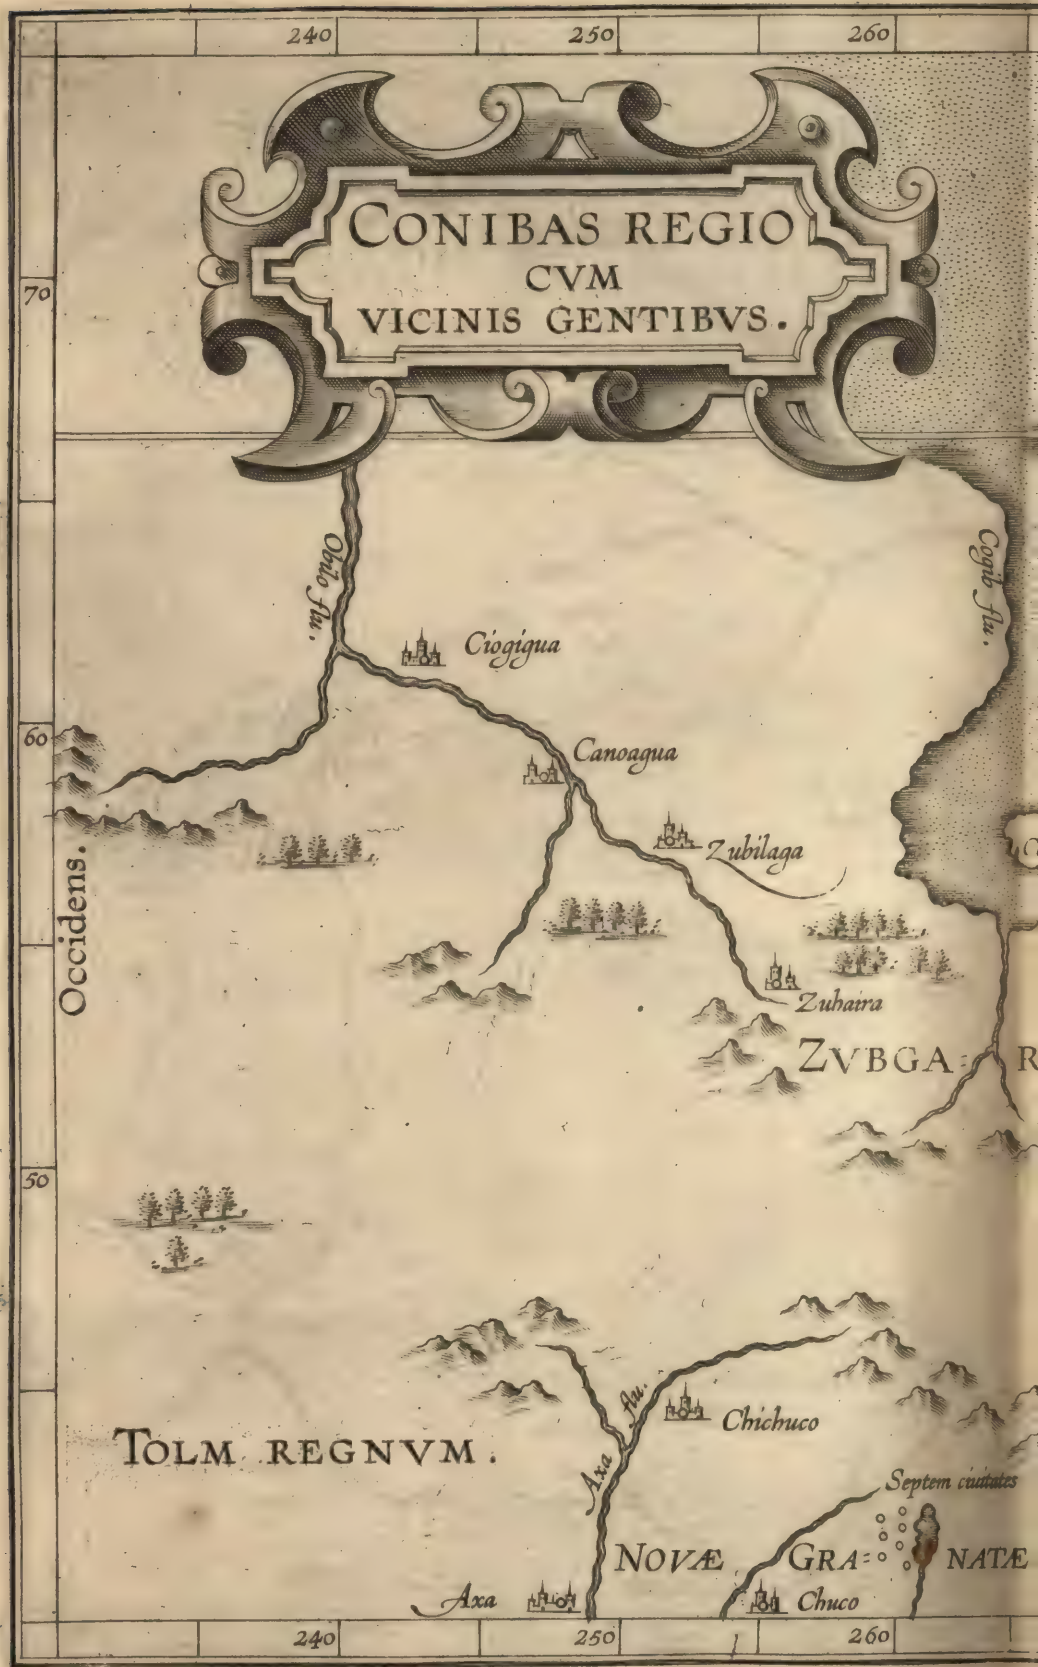 240 250 260
CONIBAS REGIO
CVM
VICINIS GENTIBVS.
70
Obilo flu.
Cogib flu.
Ciogigua
60
Canoagua
Zubilaga
Occidens.
Zuhaira
ZVBGA= R
50
Axa flu.
Chichuco
TOLM REGNVM.
Septem ciuitates
NOVÆ GRA= NATÆ
Axa
Chuco
240 250 260